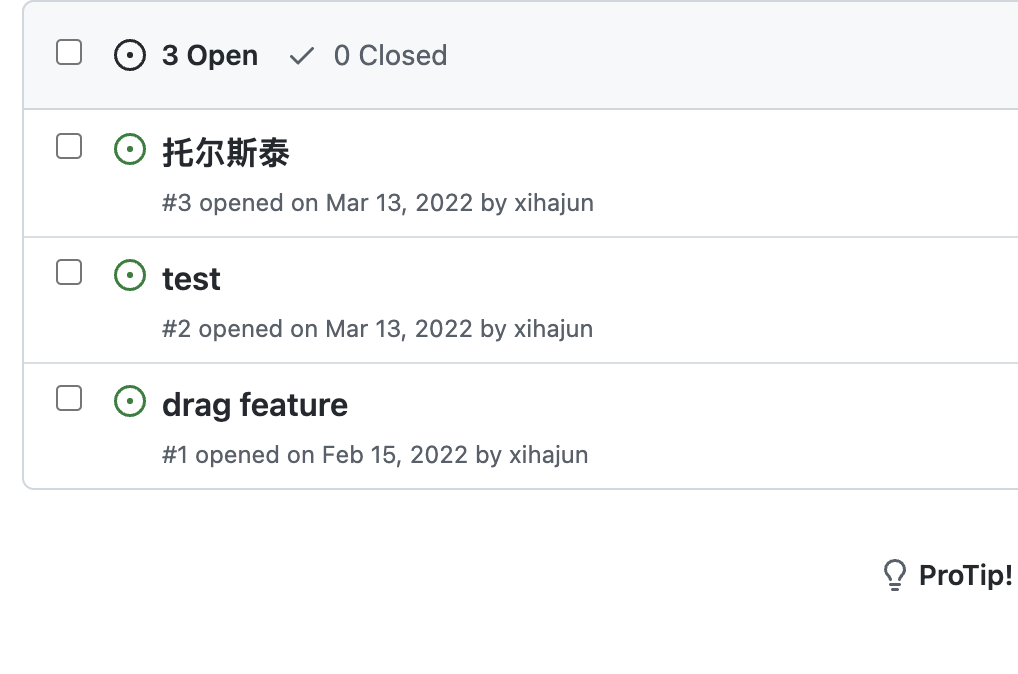 3 Open 0 Closed
托尔斯泰
#3 opened on Mar 13, 2022 by xihajun
test
#2 opened on Mar 13, 2022 by xihajun
drag feature
#1 opened on Feb 15, 2022 by xihajun
ProTip!